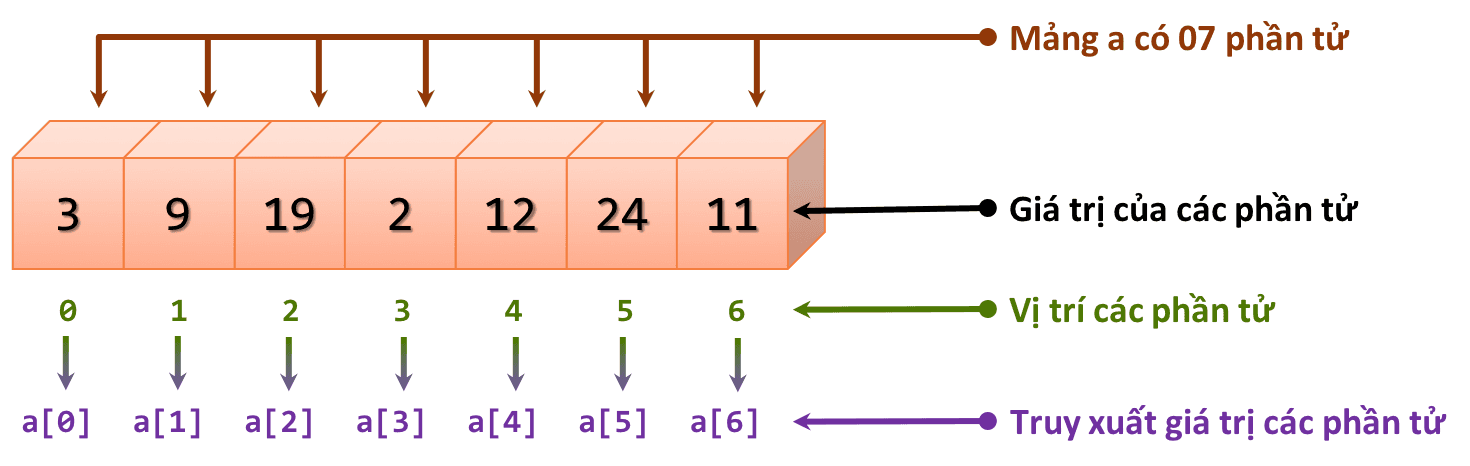 Mảng a có 07 phần tử
3 9 19 2 12 24 11
Giá trị của các phần tử
0 1 2 3 4 5 6
Vị trí các phần tử
a[0] a[1] a[2] a[3] a[4] a[5] a[6]
Truy xuất giá trị các phần tử